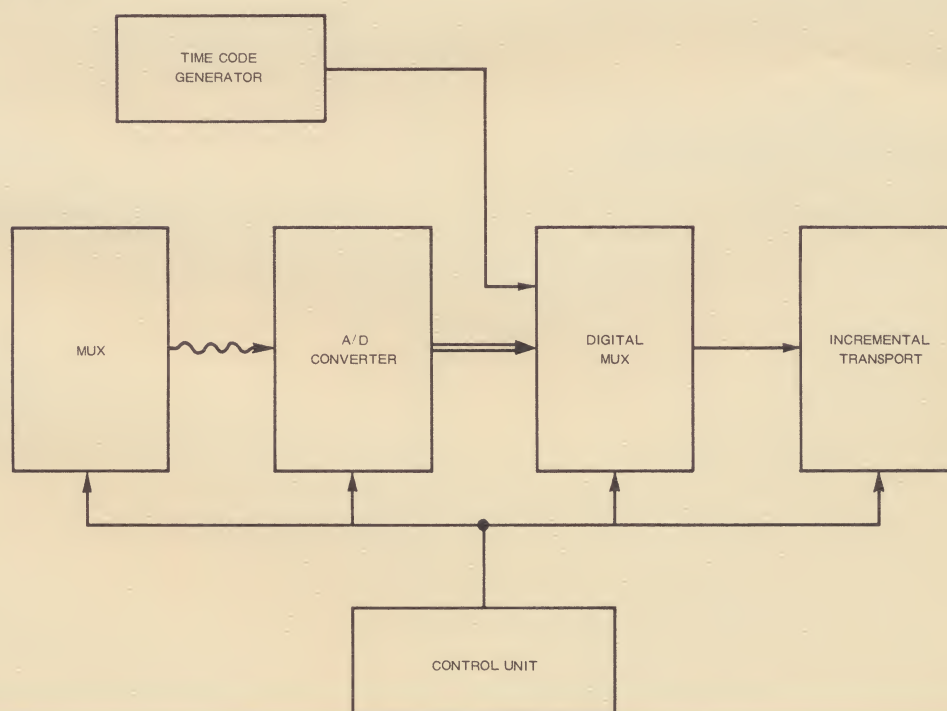 TIME CODE
GENERATOR
MUX
A/D
CONVERTER
DIGITAL
MUX
INCREMENTAL
TRANSPORT
CONTROL UNIT